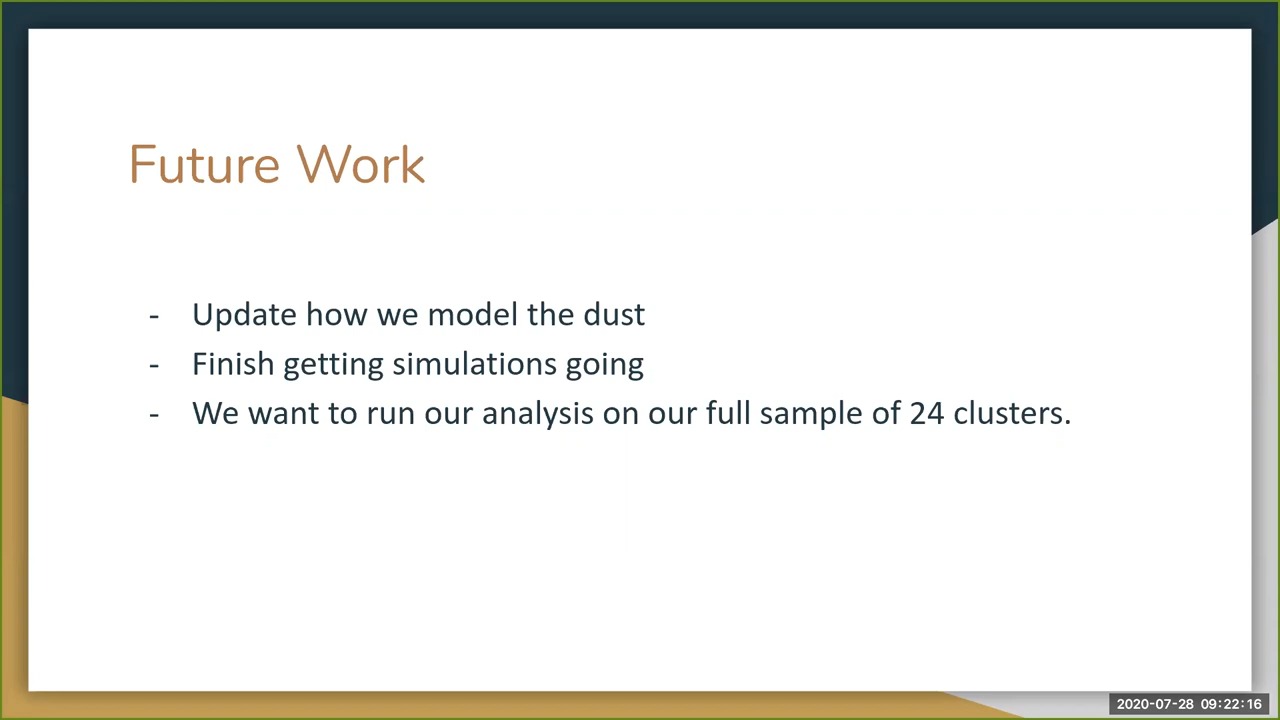 Future Work
- Update how we model the dust
- Finish getting simulations going
- We want to run our analysis on our full sample of 24 clusters.
2020-07-28 09:22:16